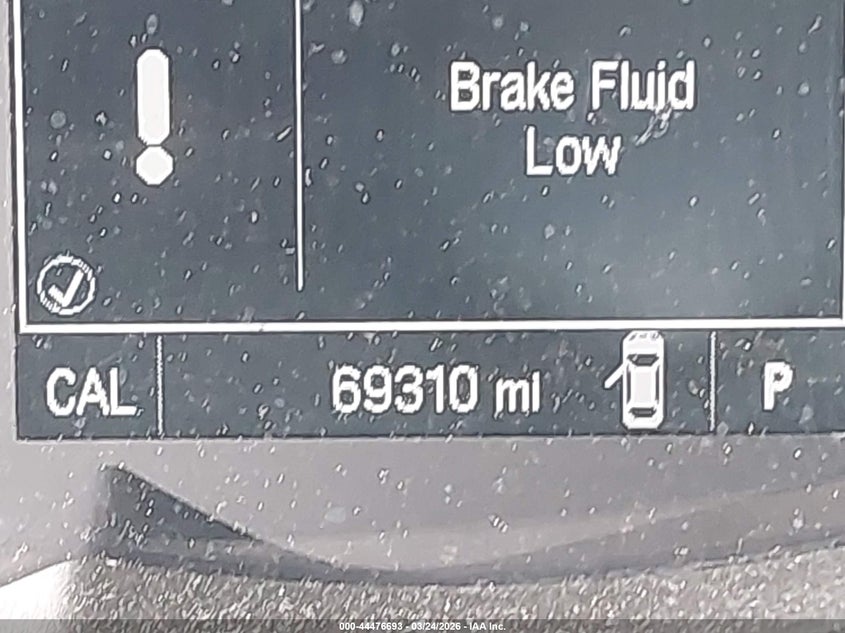 Brake Fluid
Low
CAL 69310 mi P
000-44476693 - 03/24/2026 - IAA Inc.